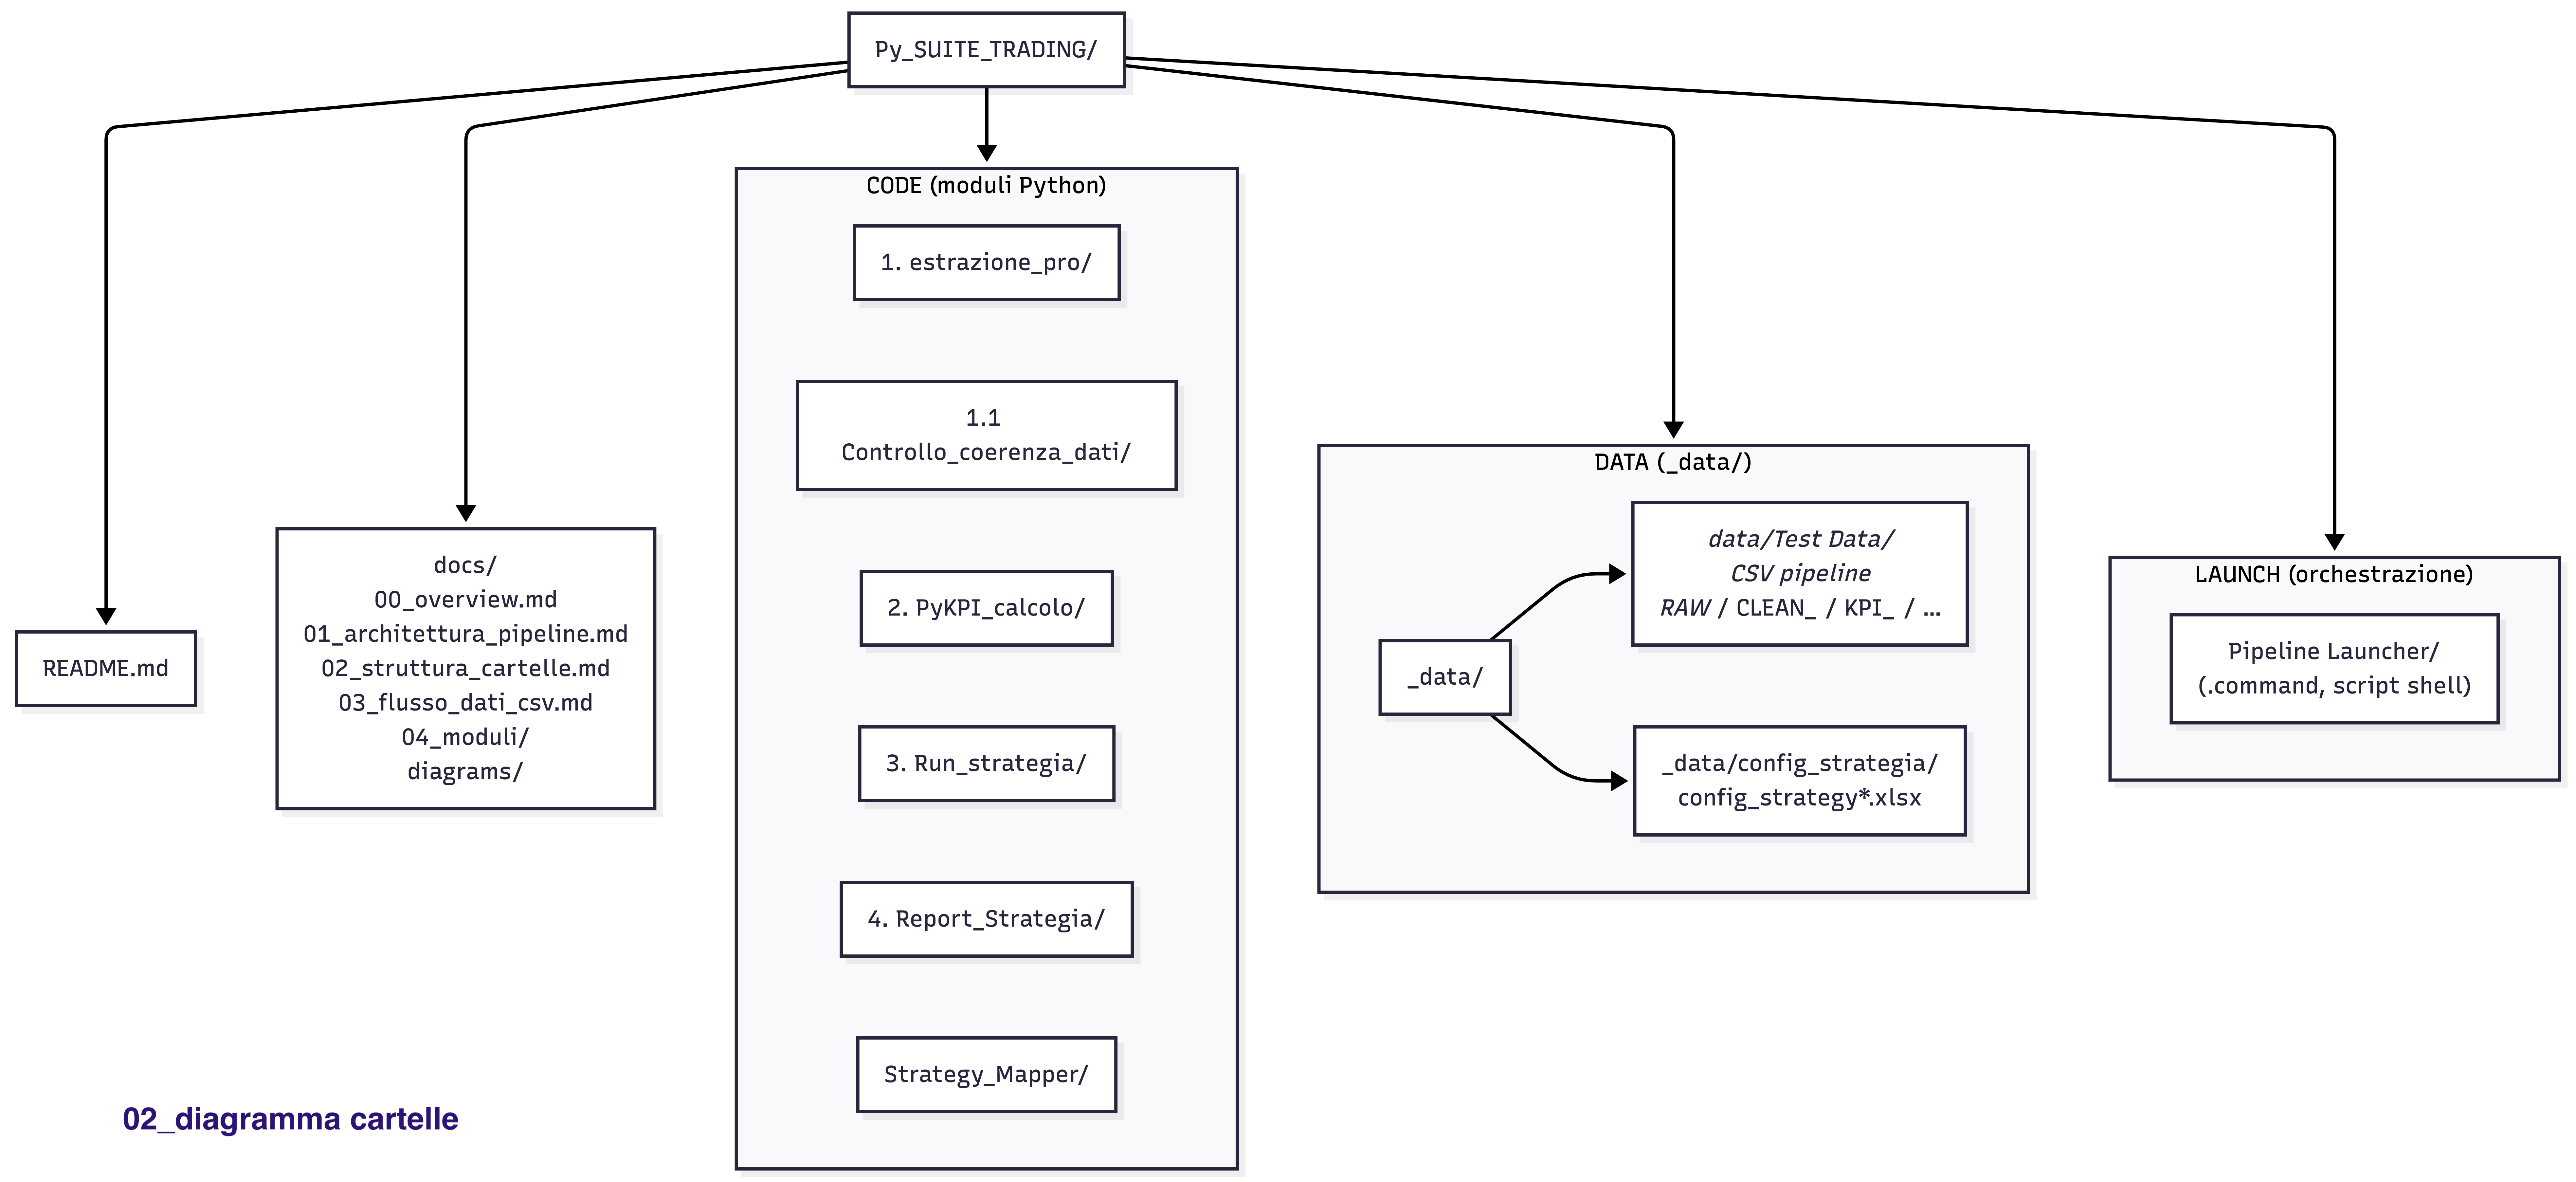 Py_SUITE_TRADING/
README.md
docs/
00_overview.md
01_architettura_pipeline.md
02_struttura_cartelle.md
03_flusso_dati_csv.md
04_moduli/
diagrams/
CODE (moduli Python)
1. estrazione_pro/
1.1
Controllo_coerenza_dati/
2. PyKPI_calcolo/
3. Run_strategia/
4. Report_Strategia/
Strategy_Mapper/
DATA (_data/)
_data/
data/Test Data/
CSV pipeline
RAW / CLEAN_ / KPI_ / ...
_data/config_strategia/
config_strategy*.xlsx
LAUNCH (orchestrazione)
Pipeline Launcher/
(.command, script shell)
02_diagramma cartelle